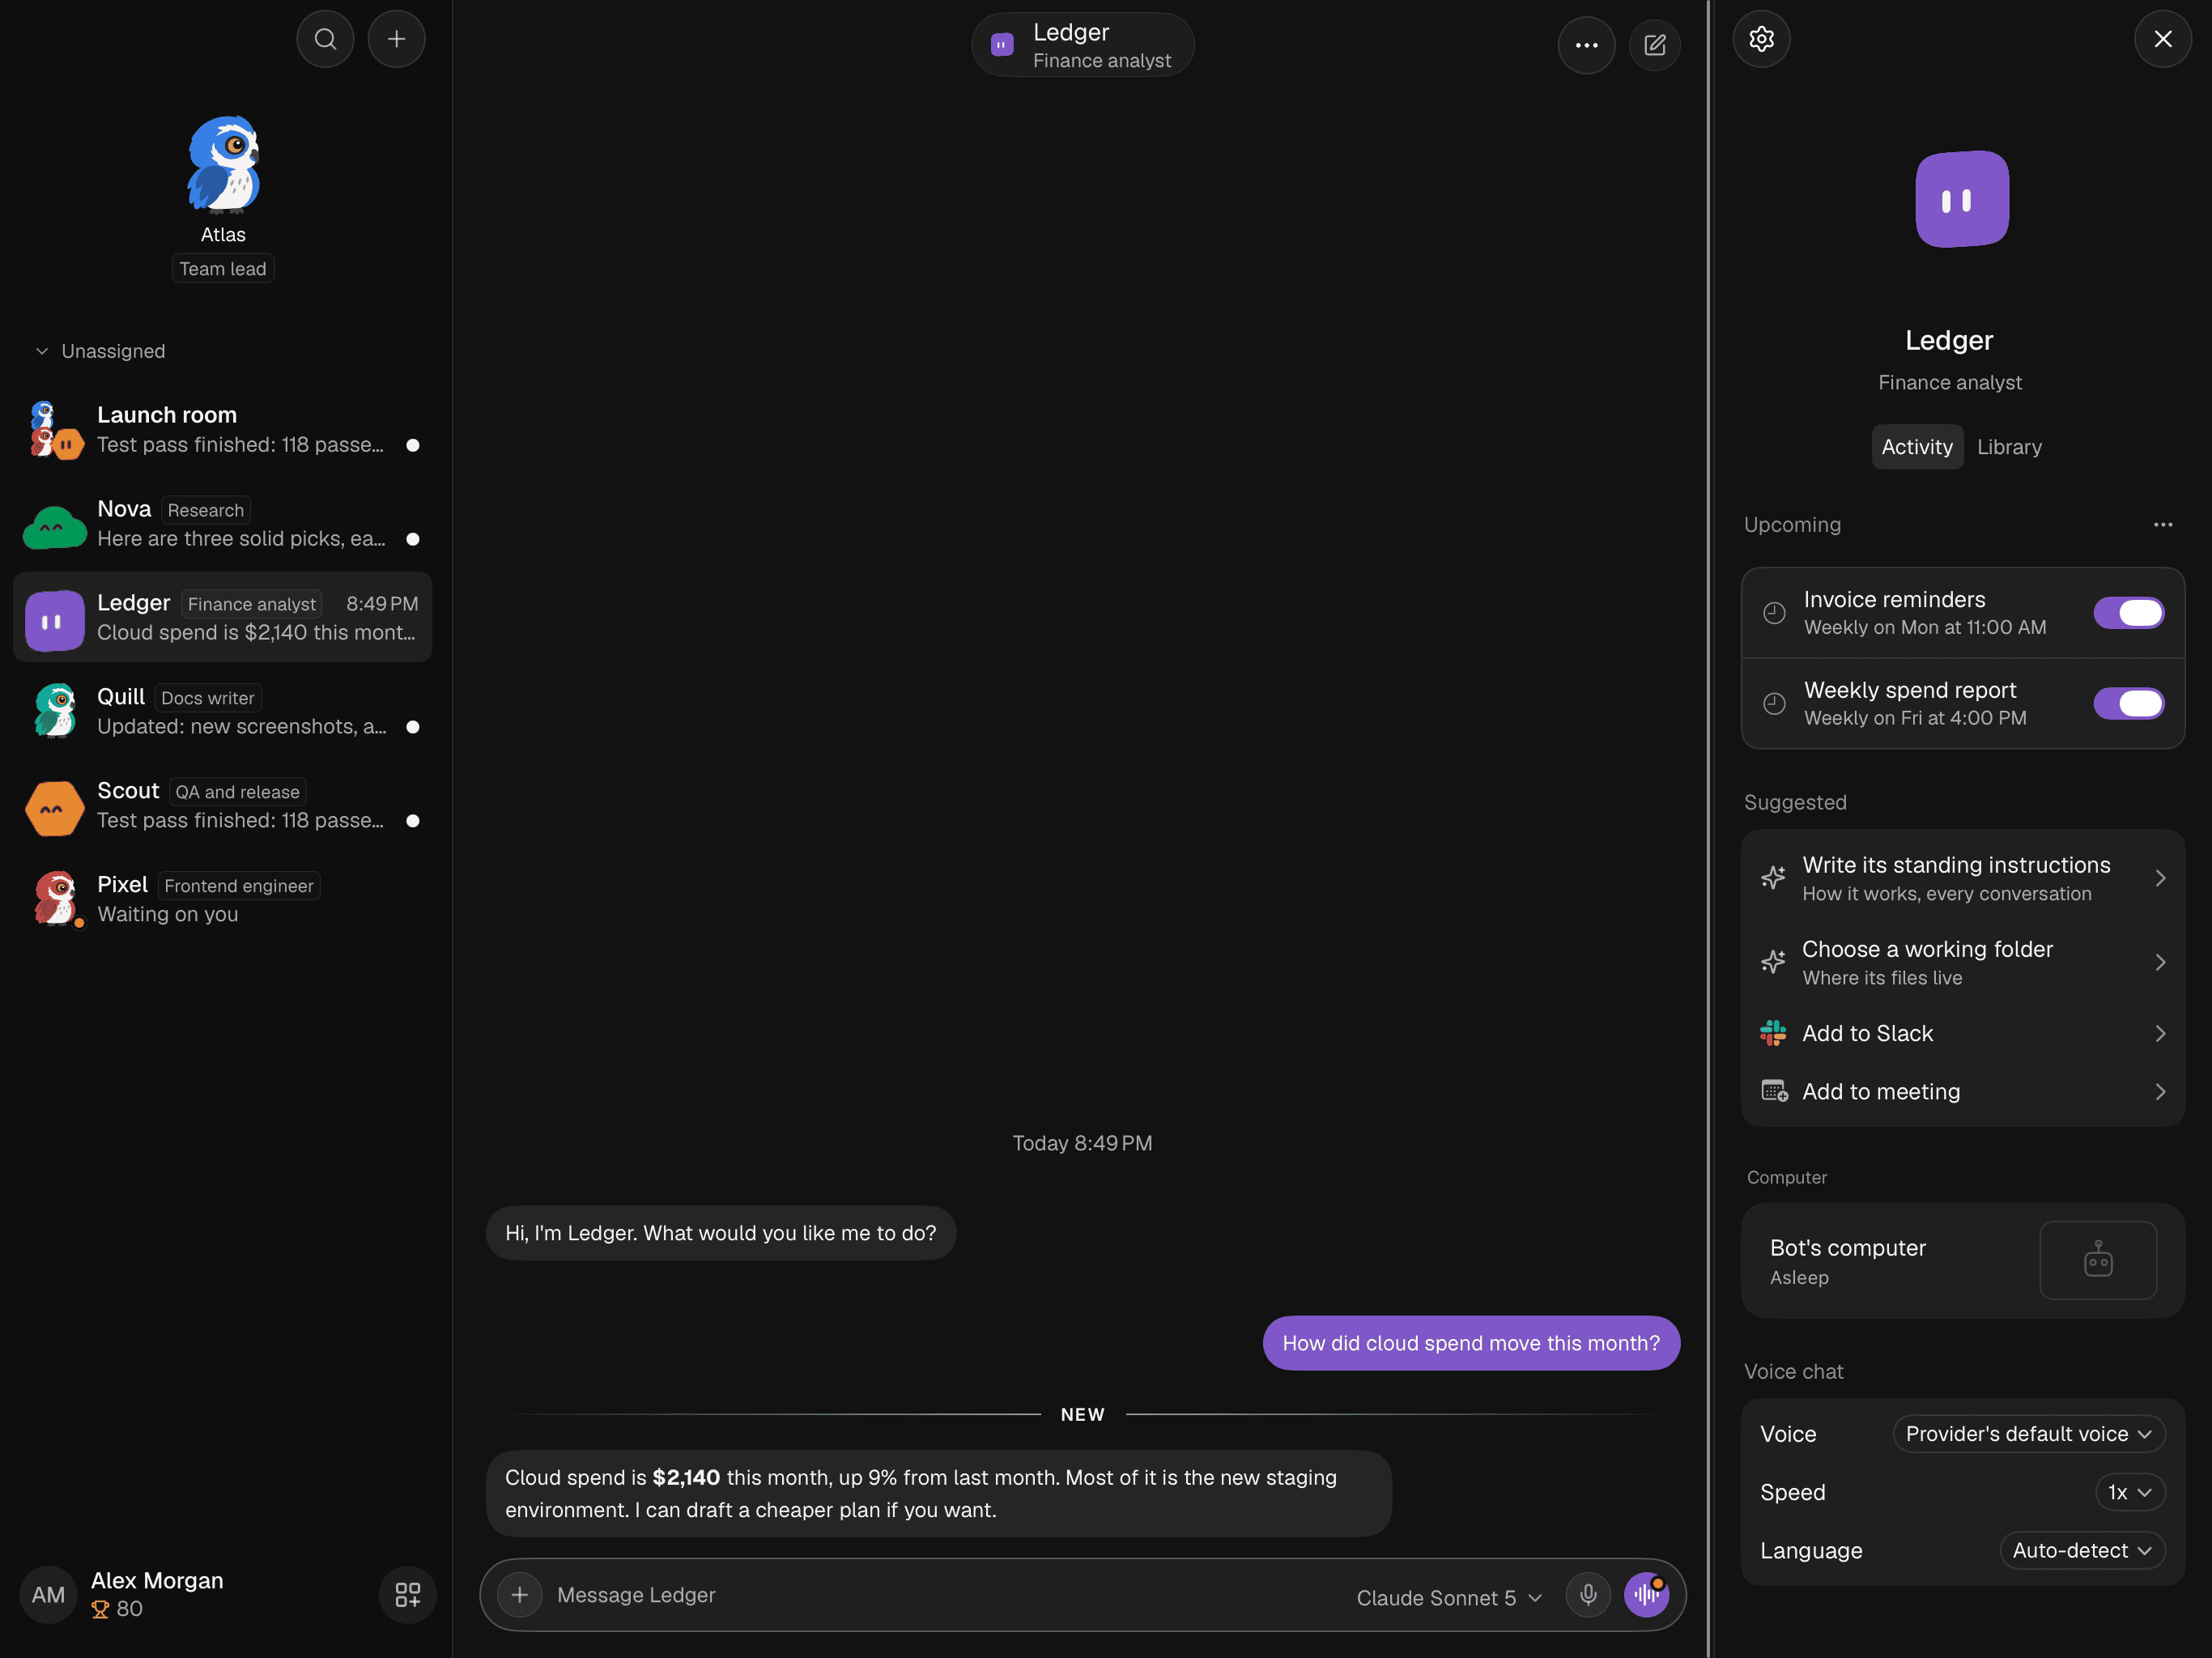 Atlas
Team lead
Unassigned
Launch room
Test pass finished: 118 passe...
Nova Research
Here are three solid picks, ea...
Ledger Finance analyst 8:49 PM
Cloud spend is $2,140 this mont...
Quill Docs writer
Updated: new screenshots, a...
Scout QA and release
Test pass finished: 118 passe...
Pixel Frontend engineer
Waiting on you
AM
Alex Morgan
80
Ledger
Finance analyst
Today 8:49 PM
Hi, I'm Ledger. What would you like me to do?
How did cloud spend move this month?
NEW
Cloud spend is $2,140 this month, up 9% from last month. Most of it is the new staging
environment. I can draft a cheaper plan if you want.
Message Ledger
Claude Sonnet 5
Ledger
Finance analyst
Activity Library
Upcoming
Invoice reminders
Weekly on Mon at 11:00 AM
Weekly spend report
Weekly on Fri at 4:00 PM
Suggested
Write its standing instructions
How it works, every conversation
Choose a working folder
Where its files live
Add to Slack
Add to meeting
Computer
Bot's computer
Asleep
Voice chat
Voice Provider's default voice
Speed 1x
Language Auto-detect